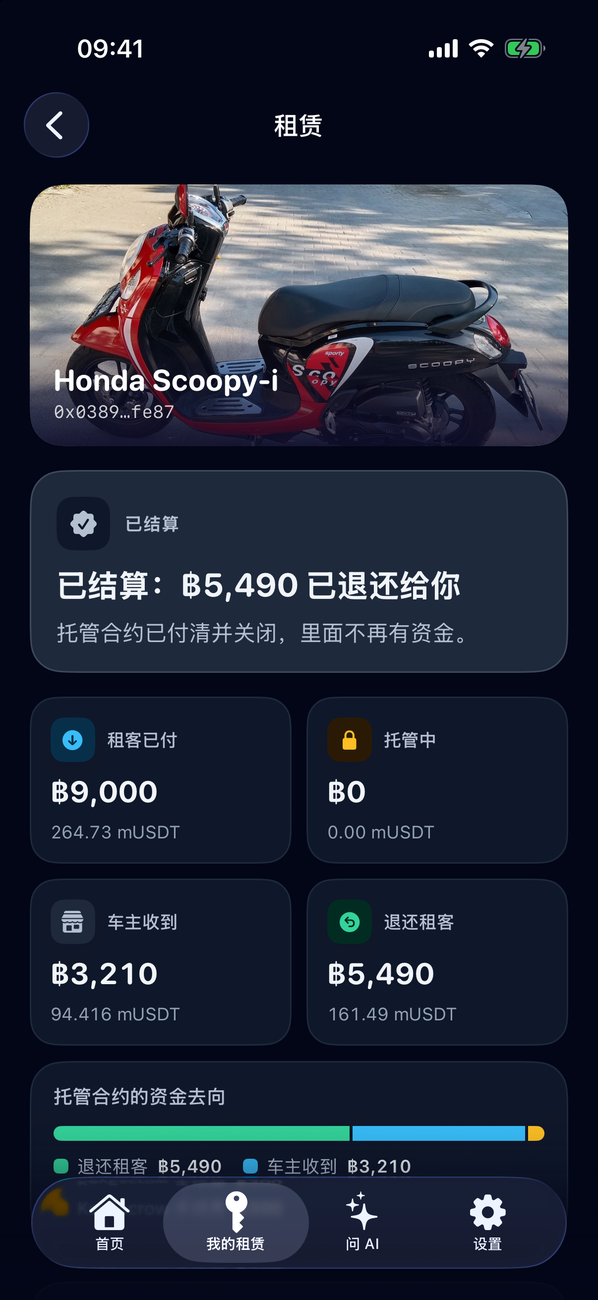 09:41
租赁
sporty
SCOOPY
SCOOPY
Honda Scoopy-i
0x0389…fe87
已结算
已结算：฿5,490 已退还给你
托管合约已付清并关闭，里面不再有资金。
租客已付
฿9,000
264.73 mUSDT
托管中
฿0
0.00 mUSDT
车主收到
฿3,210
94.416 mUSDT
退还租客
฿5,490
161.49 mUSDT
托管合约的资金去向
退还租客 ฿5,490 车主收到 ฿3,210
首页
我的租赁
问 AI
设置